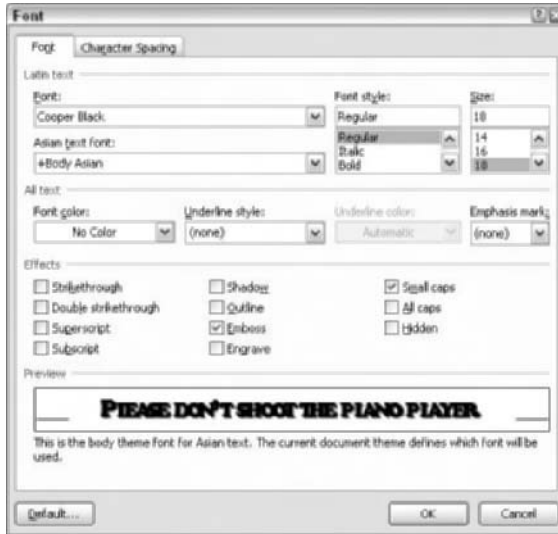 Font
Font Character Spacing
Latin text
Font: Font style: Size:
Cooper Black Regular 18
Asian text font: Regular 14
Italic 16
+Body Asian Bold 18
All text
Font color: Underline style: Underline color: Emphasis mark:
No Color (none) Automatic (none)
Effects
Strikethrough Shadow Small caps
Double strikethrough Outline All caps
Superscript Emboss Hidden
Subscript Engrave
Preview
PLEASE DON'T SHOOT THE PIANO PLAYER
This is the body theme font for Asian text. The current document theme defines which font will be
used.
Default... OK Cancel